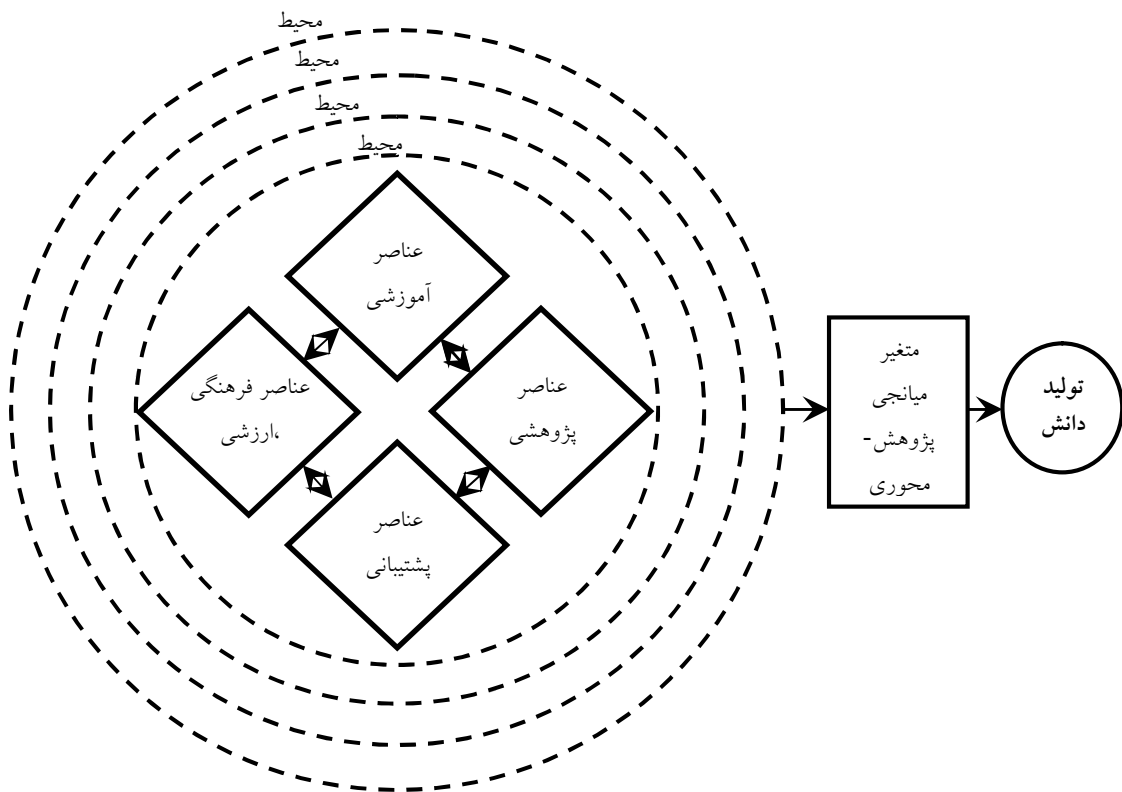 محیط
محیط
محیط
محیط
عناصر
آموزشی
عناصر
پژوهشی
عناصر فرهنگی
،ارزشی
عناصر
پشتیبانی
متغیر
میانجی
پژوهش-
محوری
تولید
دانش